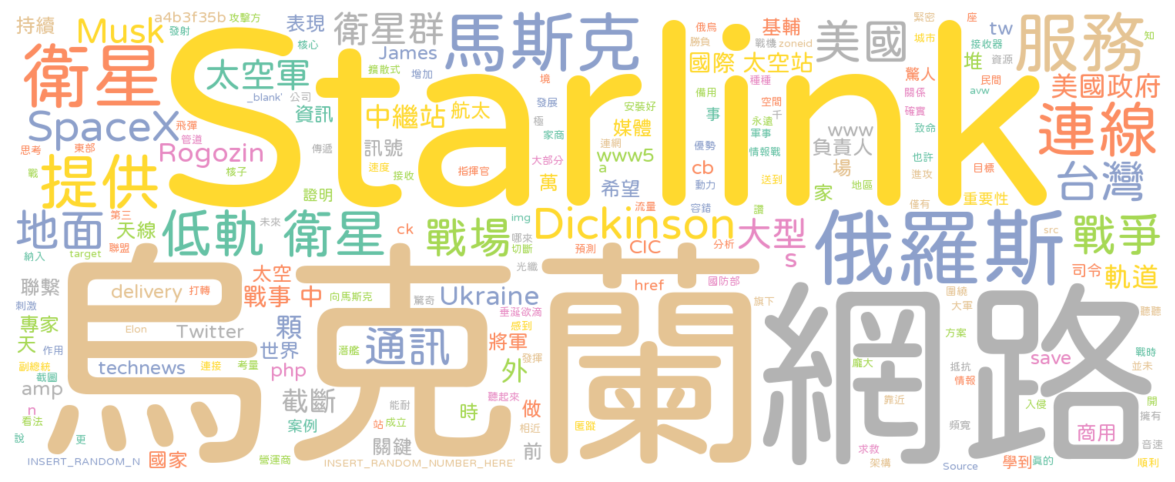 持續
Musk
a4b3f35b
攻擊方
表現
衛星群
馬斯克
俄烏
基輔
美國
緊密
座
tw
服務
知
發射
核心
James
戰機
zoneid
勝負
城市
接收器
衛星
太空軍
擴散式
增加
國際 太空站
驚人
堆
資源
美國政府
_blank'
公司
境
種種
關係
民間
avw
SpaceX
飛彈
資訊
中繼站
航太
發展
安裝好
備用
空間
千
確實
連線
思考
東部
管道
傳遞
極
家商
媒體
事
永遠
軍事
www
致命
Starlink
Rogozin
訊號
連網
大部分
www5
a
優勢
情報戰
負責人
也許
提供
戰
核子
速度
接收
指揮官
萬
希望
cb
動力
送到
場
家
地區
進攻
目標
台灣
證明
流量
容錯
讓
僅有
重要性
地面
第三
天線
未來
低軌 衛星
ck
戰場
img
Dickinson
大型
俄羅斯
src
戰爭
納入
聯盟
target
哪來
切斷
預測
CIC
分析
s
聯繫
太空
戰事 中
光纖
國防部
司令
軌道
delivery
打轉
向馬斯克
驚奇
Ukraine
href
旗下
圍繞
大軍
聽聽
刺激
專家
Elon
Twitter
顆
垂涎欲滴
感到
方案
戰時
天
作用
世界
潛艦
通訊
將軍
發揮
龐大
抵抗
save
並未
副總統
technews
連接
考量
php
聽起來
外
情報
截圖
amp
靠近
入侵
開
n
截斷
能耐
時
做
頻寬
擁有
看法
案例
站
成立
相近
匿蹤
商用
說
更
關鍵
前
求救
音速
INSERT_RANDOM_N
國家
營運商
INSERT_RANDOM_NUMBER_HERE'
架構
Source
學到
真的
順利
烏克蘭
網路